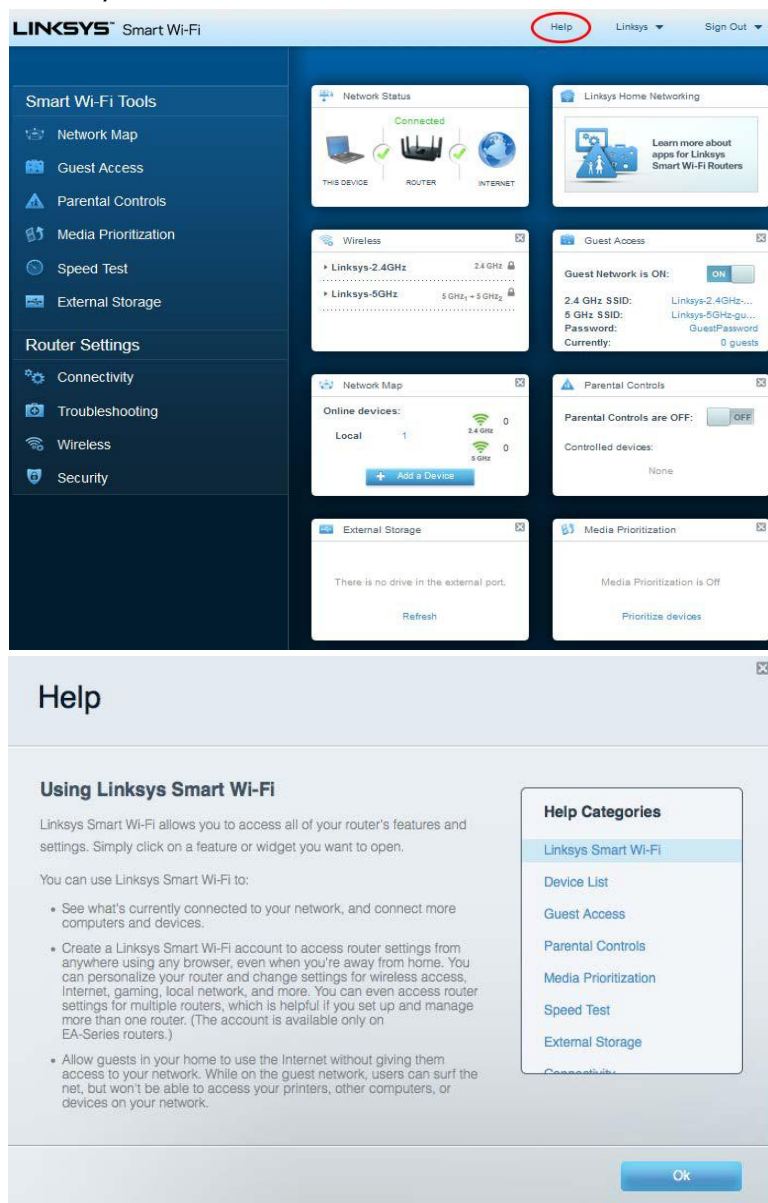 LINKSYS™ Smart Wi-Fi
Help
Linksys
Sign Out
Smart Wi-Fi Tools
Network Map
Guest Access
Parental Controls
Media Prioritization
Speed Test
External Storage
Router Settings
Connectivity
Troubleshooting
Wireless
Security
Network Status
Connected
THIS DEVICE
ROUTER
INTERNET
Linksys Home Networking
Learn more about
apps for Linksys
Smart Wi-Fi Routers
Wireless
Linksys-2.4GHz 2.4 GHz
Linksys-5GHz 5 GHz1 + 5 GHz2
Guest Access
Guest Network is ON: ON
2.4 GHz SSID: Linksys-2.4GHz-...
5 GHz SSID: Linksys-5GHz-gu...
Password: GuestPassword
Currently: 0 guests
Network Map
Online devices:
Local 1
0
2.4 GHz
0
5 GHz
+ Add a Device
Parental Controls
Parental Controls are OFF: OFF
Controlled devices:
None
External Storage
There is no drive in the external port.
Refresh
Media Prioritization
Media Prioritization is Off
Prioritize devices
Help
Using Linksys Smart Wi-Fi
Linksys Smart Wi-Fi allows you to access all of your router's features and
settings. Simply click on a feature or widget you want to open.
You can use Linksys Smart Wi-Fi to:
• See what's currently connected to your network, and connect more
computers and devices.
• Create a Linksys Smart Wi-Fi account to access router settings from
anywhere using any browser, even when you're away from home. You
can personalize your router and change settings for wireless access,
Internet, gaming, local network, and more. You can even access router
settings for multiple routers, which is helpful if you set up and manage
more than one router. (The account is available only on
EA-Series routers.)
• Allow guests in your home to use the Internet without giving them
access to your network. While on the guest network, users can surf the
net, but won't be able to access your printers, other computers, or
devices on your network.
Help Categories
Linksys Smart Wi-Fi
Device List
Guest Access
Parental Controls
Media Prioritization
Speed Test
External Storage
Connectivity
Ok